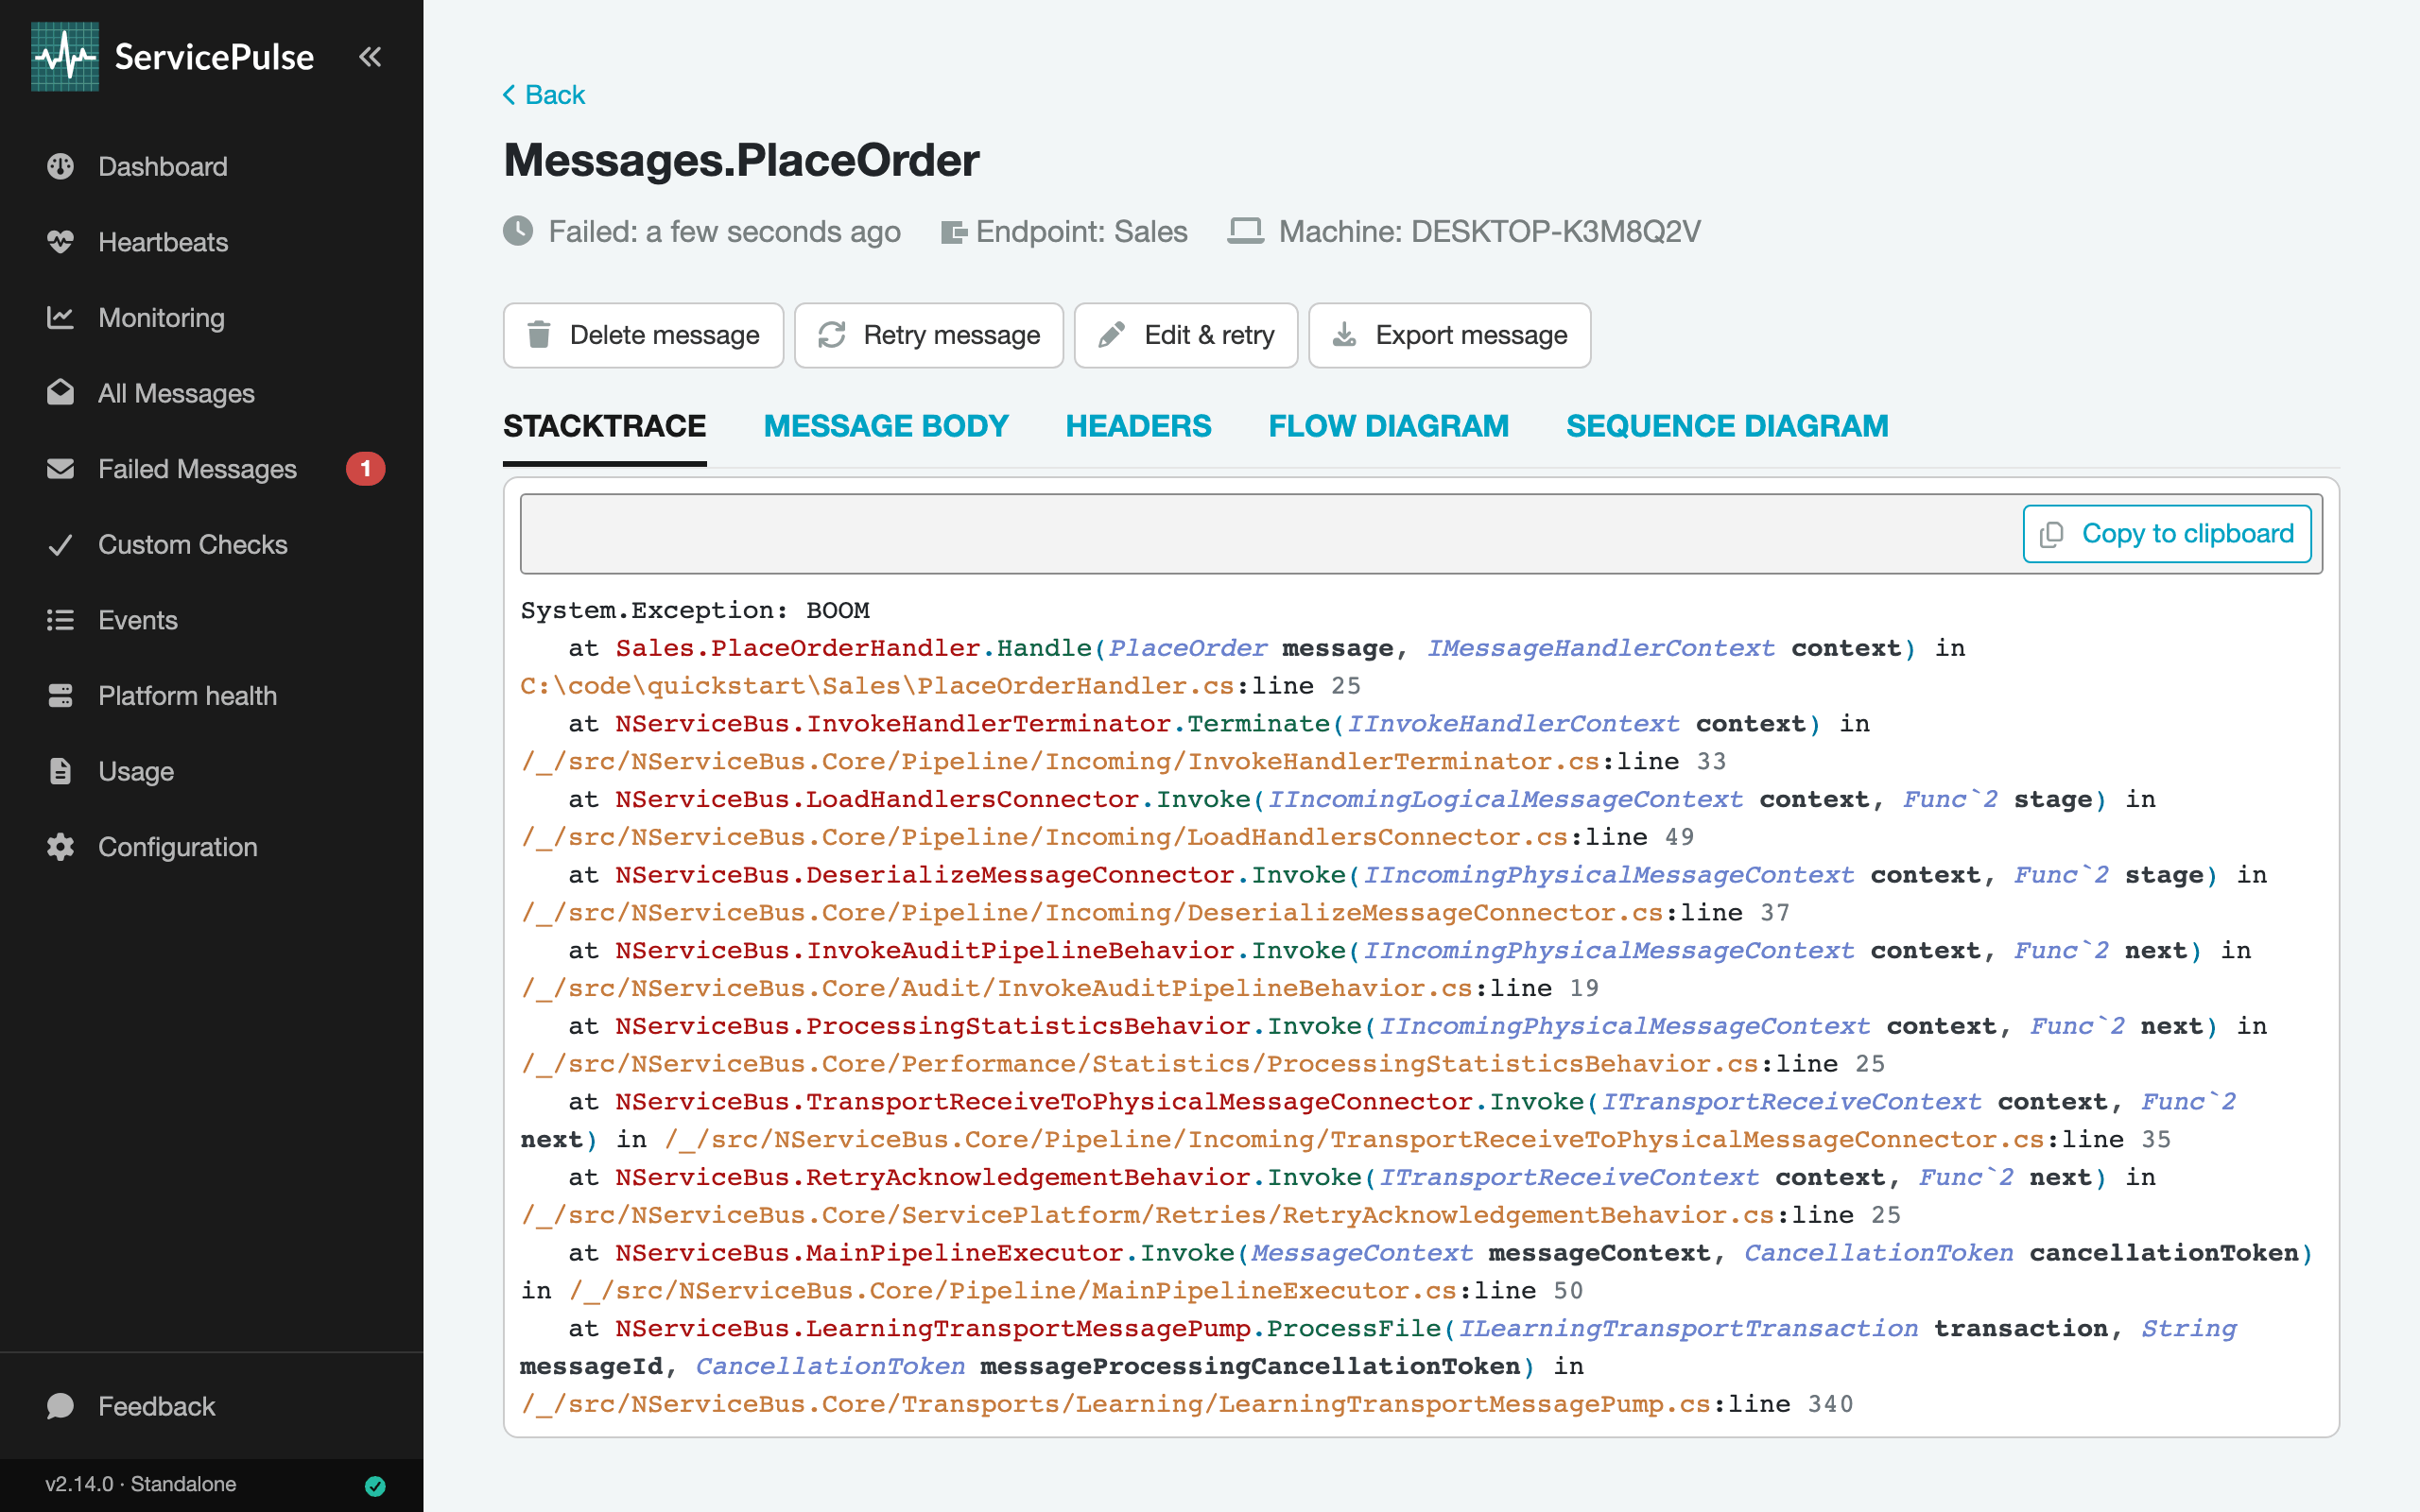 ServicePulse
Dashboard
Heartbeats
Monitoring
All Messages
Failed Messages 1
Custom Checks
Events
Platform health
Usage
Configuration
Feedback
v2.14.0 · Standalone
Back
Messages.PlaceOrder
Failed: a few seconds ago Endpoint: Sales Machine: DESKTOP-K3M8Q2V
Delete message Retry message Edit & retry Export message
STACKTRACE MESSAGE BODY HEADERS FLOW DIAGRAM SEQUENCE DIAGRAM
Copy to clipboard
System.Exception: BOOM
at Sales.PlaceOrderHandler.Handle(PlaceOrder message, IMessageHandlerContext context) in
C:\code\quickstart\Sales\PlaceOrderHandler.cs:line 25
at NServiceBus.InvokeHandlerTerminator.Terminate(IInvokeHandlerContext context) in
/_/src/NServiceBus.Core/Pipeline/Incoming/InvokeHandlerTerminator.cs:line 33
at NServiceBus.LoadHandlersConnector.Invoke(IIncomingLogicalMessageContext context, Func`2 stage) in
/_/src/NServiceBus.Core/Pipeline/Incoming/LoadHandlersConnector.cs:line 49
at NServiceBus.DeserializeMessageConnector.Invoke(IIncomingPhysicalMessageContext context, Func`2 stage) in
/_/src/NServiceBus.Core/Pipeline/Incoming/DeserializeMessageConnector.cs:line 37
at NServiceBus.InvokeAuditPipelineBehavior.Invoke(IIncomingPhysicalMessageContext context, Func`2 next) in
/_/src/NServiceBus.Core/Audit/InvokeAuditPipelineBehavior.cs:line 19
at NServiceBus.ProcessingStatisticsBehavior.Invoke(IIncomingPhysicalMessageContext context, Func`2 next) in
/_/src/NServiceBus.Core/Performance/Statistics/ProcessingStatisticsBehavior.cs:line 25
at NServiceBus.TransportReceiveToPhysicalMessageConnector.Invoke(ITransportReceiveContext context, Func`2
next) in /_/src/NServiceBus.Core/Pipeline/Incoming/TransportReceiveToPhysicalMessageConnector.cs:line 35
at NServiceBus.RetryAcknowledgementBehavior.Invoke(ITransportReceiveContext context, Func`2 next) in
/_/src/NServiceBus.Core/ServicePlatform/Retries/RetryAcknowledgementBehavior.cs:line 25
at NServiceBus.MainPipelineExecutor.Invoke(MessageContext messageContext, CancellationToken cancellationToken)
in /_/src/NServiceBus.Core/Pipeline/MainPipelineExecutor.cs:line 50
at NServiceBus.LearningTransportMessagePump.ProcessFile(ILearningTransportTransaction transaction, String
messageId, CancellationToken messageProcessingCancellationToken) in
/_/src/NServiceBus.Core/Transports/Learning/LearningTransportMessagePump.cs:line 340